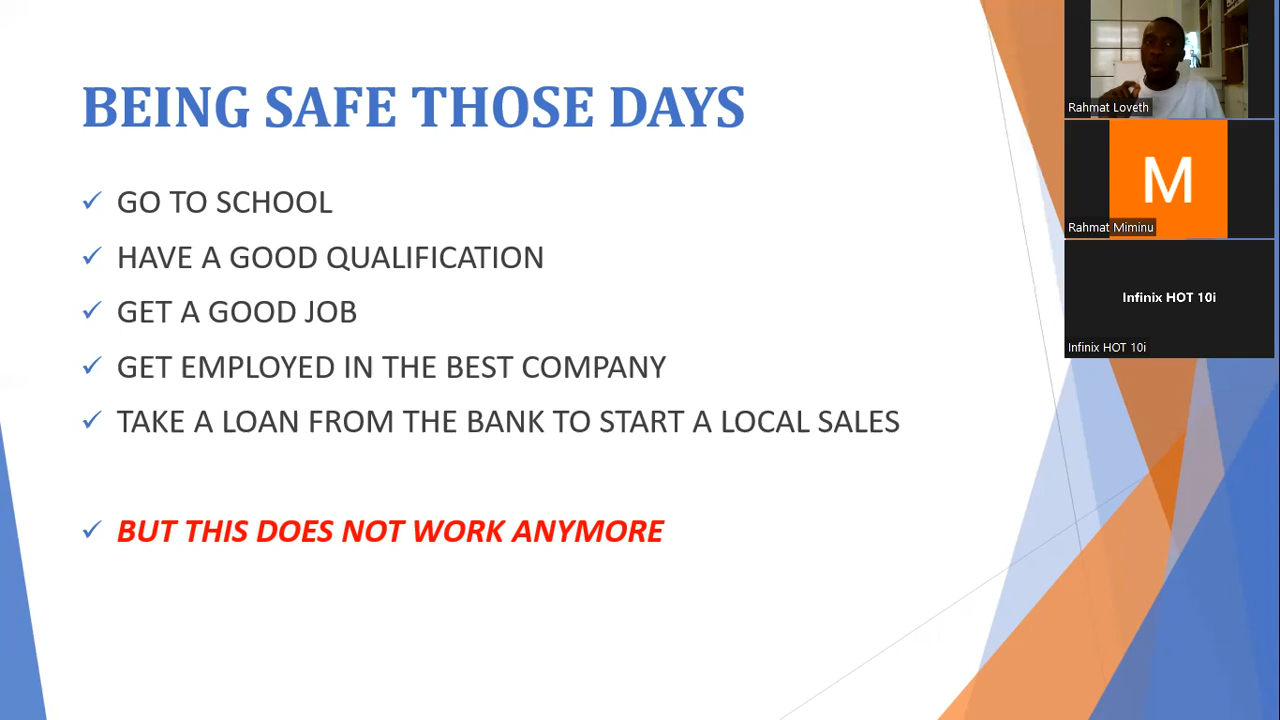 BEING SAFE THOSE DAYS
✓ GO TO SCHOOL
✓ HAVE A GOOD QUALIFICATION
✓ GET A GOOD JOB
✓ GET EMPLOYED IN THE BEST COMPANY
✓ TAKE A LOAN FROM THE BANK TO START A LOCAL SALES
✓ BUT THIS DOES NOT WORK ANYMORE
Rahmat Loveth
M
Rahmat Miminu
Infinix HOT 10i
Infinix HOT 10i